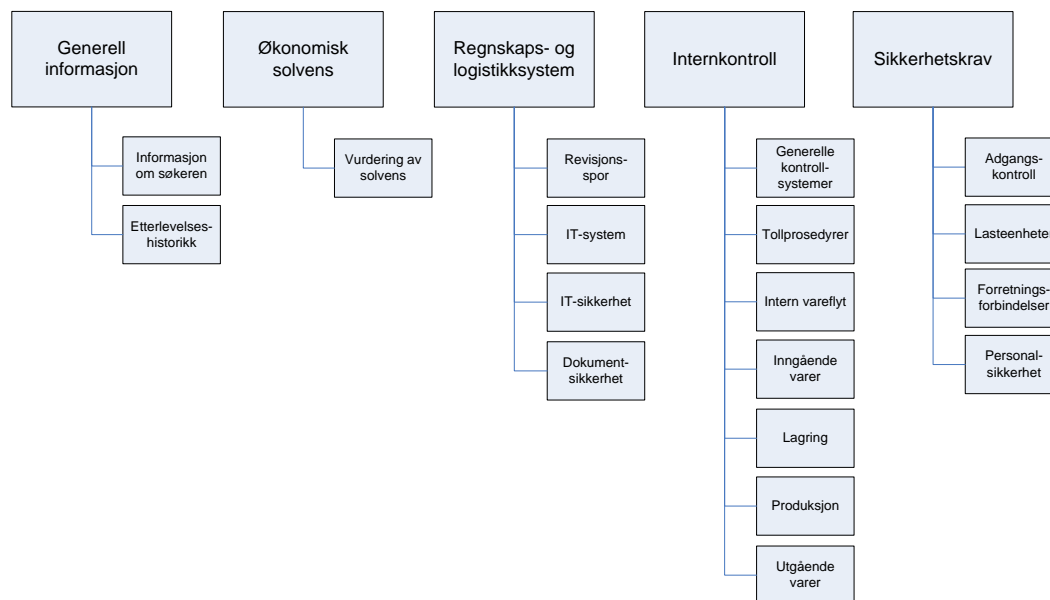 Generell
informasjon
Informasjon
om søkeren
Etterlevelses-
historikk
Økonomisk
solvens
Vurdering av
solvens
Regnskaps- og
logistikksystem
Revisjons-
spor
IT-system
IT-sikkerhet
Dokument-
sikkerhet
Internkontroll
Generelle
kontroll-
systemer
Tollprosedyrer
Intern vareflyt
Inngående
varer
Lagring
Produksjon
Utgående
varer
Sikkerhetskrav
Adgangs-
kontroll
Lasteenheter
Forretnings-
forbindelser
Personal-
sikkerhet